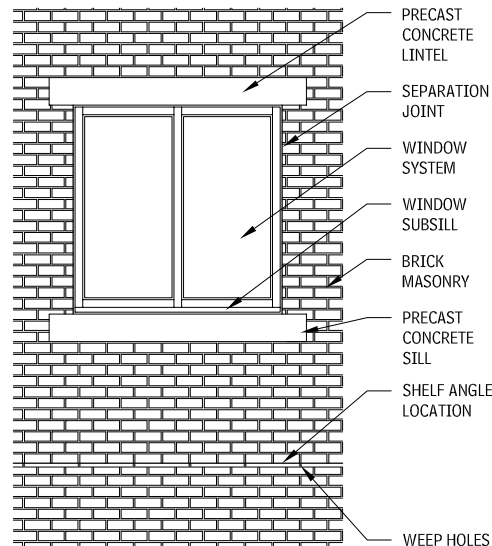 PRECAST
CONCRETE
LINTEL
SEPARATION
JOINT
WINDOW
SYSTEM
WINDOW
SUBSILL
BRICK
MASONRY
PRECAST
CONCRETE
SILL
SHELF ANGLE
LOCATION
WEEP HOLES